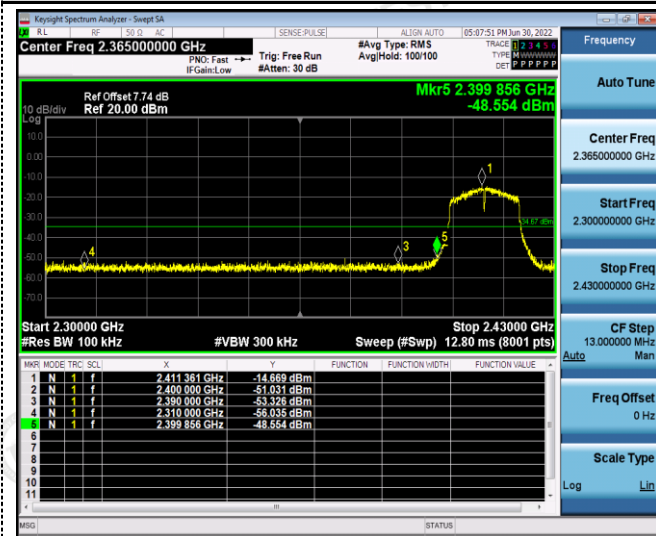 Keysight Spectrum Analyzer - Swept SA
RL RF 50 Ω AC SENSE:PULSE ALIGN AUTO 05:07:51 PM Jun 30, 2022
Center Freq 2.365000000 GHz
PNO: Fast
IFGain:Low
Trig: Free Run
#Atten: 30 dB
#Avg Type: RMS
Avg|Hold: 100/100
TRACE 1 2 3 4 5 6
TYPE M
DET P P P P P P
Frequency
Mkr5 2.399 856 GHz
-48.554 dBm
Ref Offset 7.74 dB
10 dB/div Ref 20.00 dBm
Log
10.0
0.00
-10.0
-20.0
-30.0
-40.0
-50.0
-60.0
-70.0
1
3
4
5
-34.67 dBm
Start 2.30000 GHz Stop 2.43000 GHz
#Res BW 100 kHz #VBW 300 kHz Sweep (#Swp) 12.80 ms (8001 pts)
MKR MODE TRC SCL X Y FUNCTION FUNCTION WIDTH FUNCTION VALUE
1 N 1 f 2.411 361 GHz -14.669 dBm
2 N 1 f 2.400 000 GHz -51.031 dBm
3 N 1 f 2.390 000 GHz -53.326 dBm
4 N 1 f 2.310 000 GHz -56.035 dBm
5 N 1 f 2.399 856 GHz -48.554 dBm
6
7
8
9
10
11
MSG STATUS
Auto Tune
Center Freq
2.365000000 GHz
Start Freq
2.300000000 GHz
Stop Freq
2.430000000 GHz
CF Step
13.000000 MHz
Auto Man
Freq Offset
0 Hz
Scale Type
Log Lin